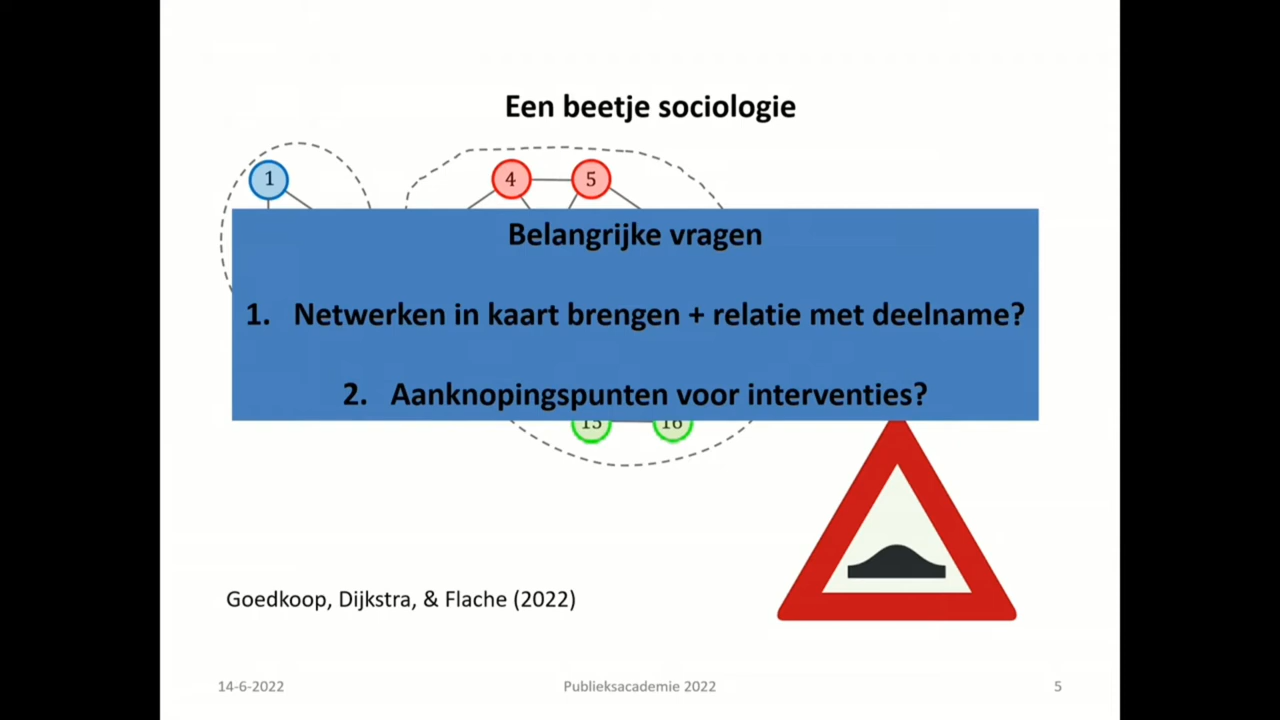 Een beetje sociologie
1
4
5
Belangrijke vragen
1. Netwerken in kaart brengen + relatie met deelname?
2. Aanknopingspunten voor interventies?
15
16
Goedkoop, Dijkstra, & Flache (2022)
14-6-2022
Publieksacademie 2022
5